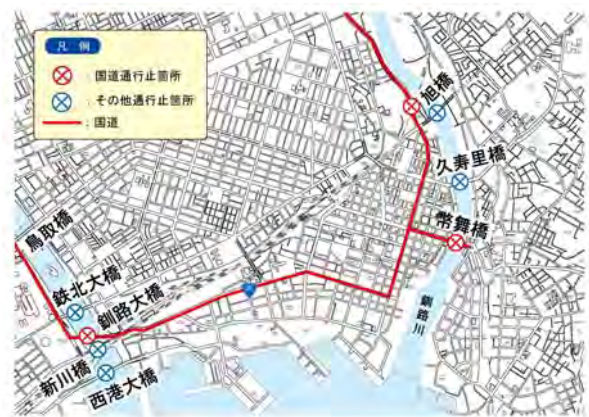 凡 例
：国道通行止箇所
：その他通行止箇所
：国道
旭橋
久寿里橋
幣舞橋
釧路川
鳥取橋
鉄北大橋
釧路大橋
新川橋
西港大橋